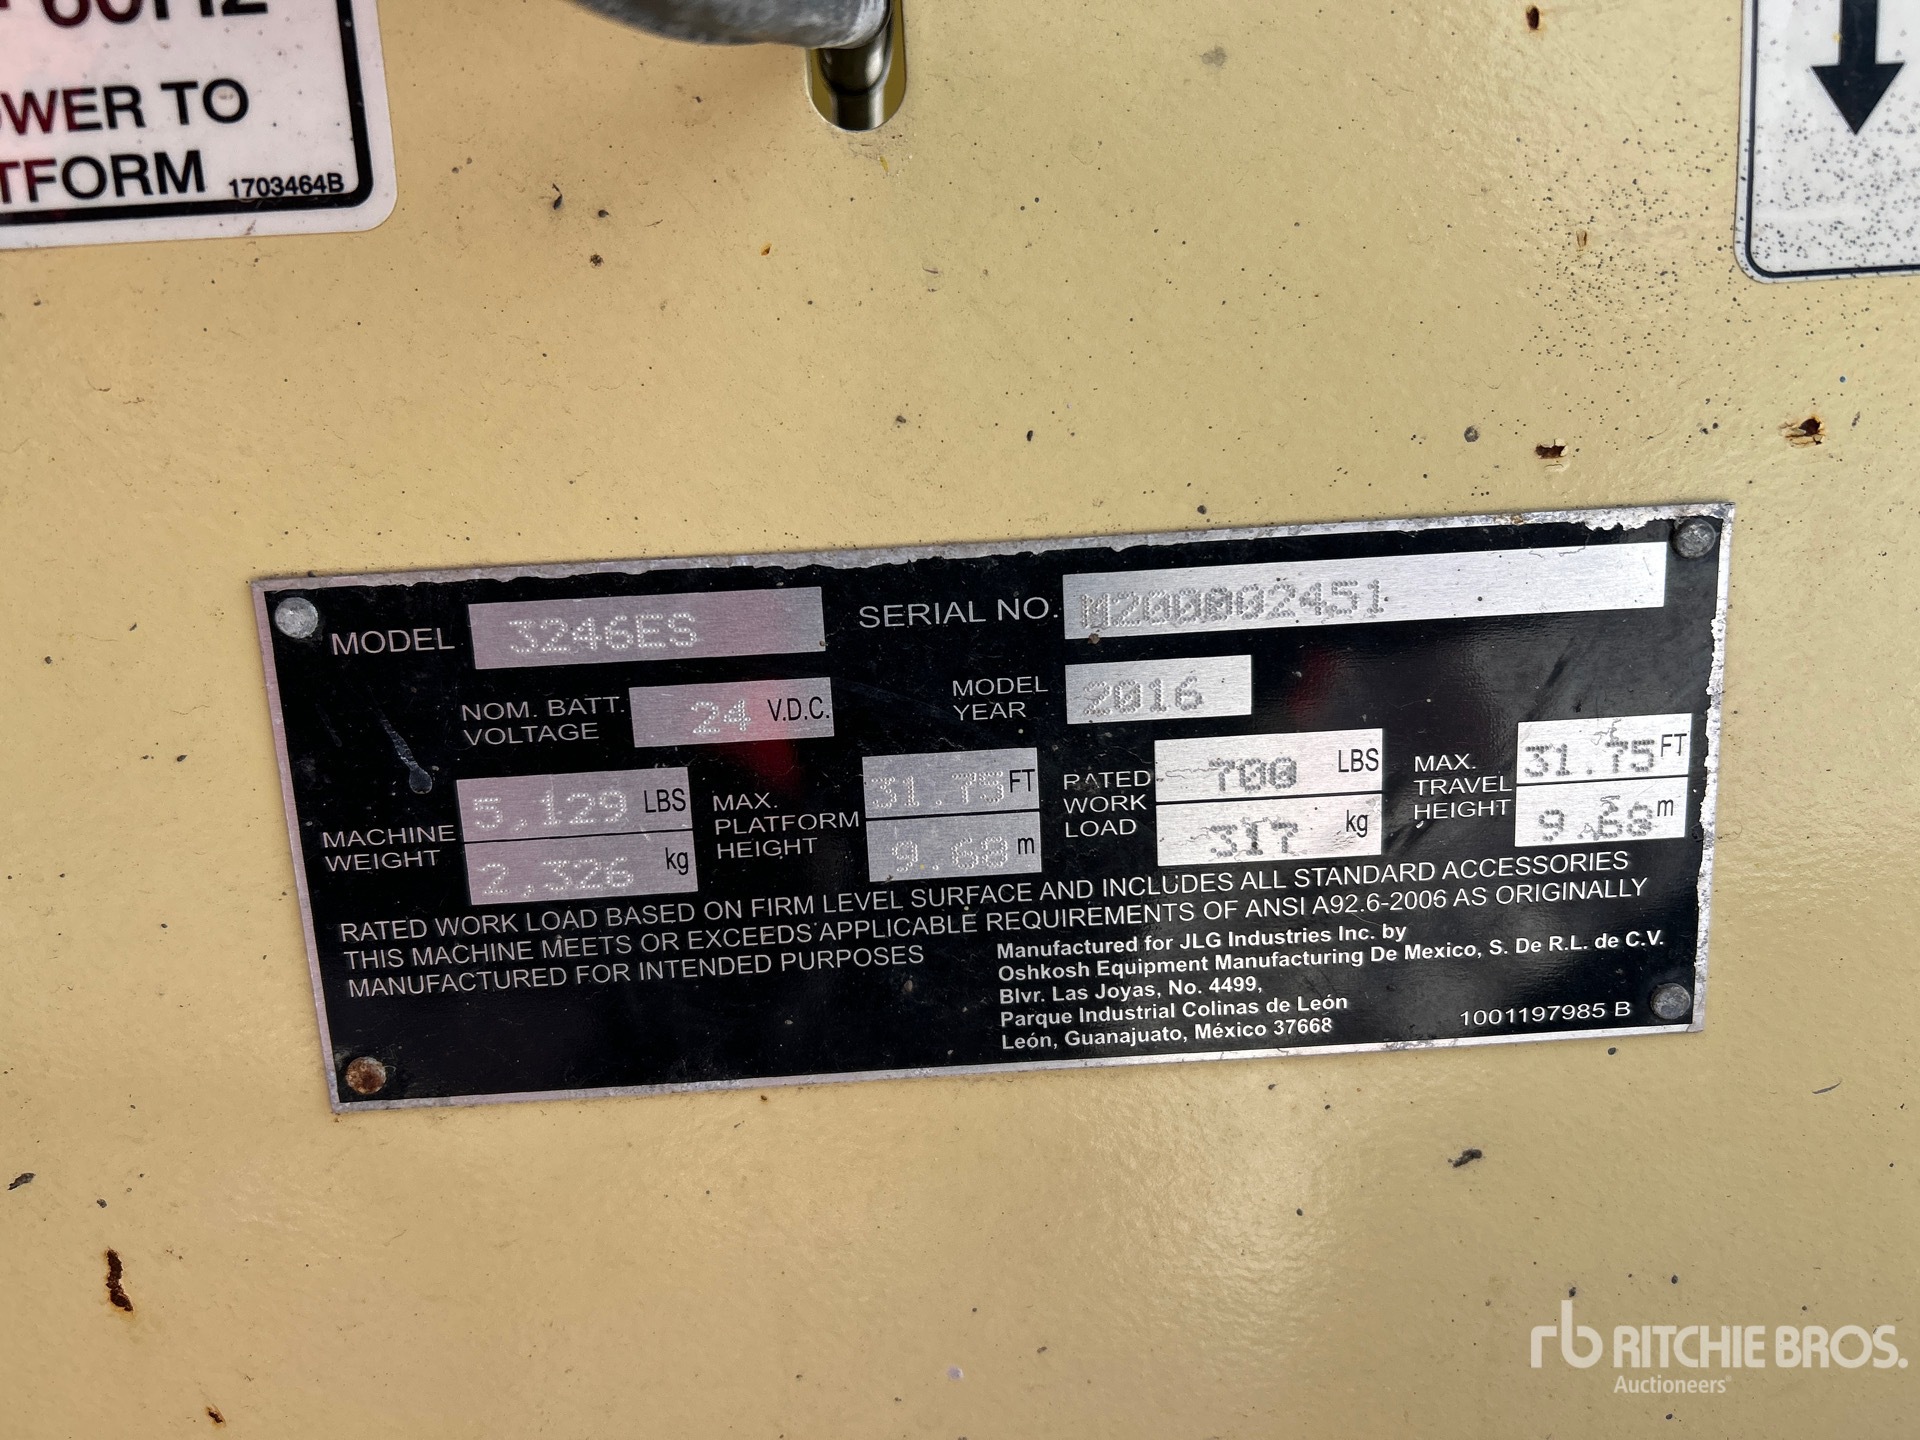 60HZ
WER TO
TFORM 1703464B
MODEL 3246ES SERIAL NO. M200002451
NOM. BATT. VOLTAGE 24 V.D.C. MODEL YEAR 2016
MACHINE WEIGHT 5,129 LBS 2,326 kg MAX. PLATFORM HEIGHT 31.75 FT 9.68 m RATED WORK LOAD 700 LBS 317 kg MAX. TRAVEL HEIGHT 31.75 FT 9.68 m
RATED WORK LOAD BASED ON FIRM LEVEL SURFACE AND INCLUDES ALL STANDARD ACCESSORIES
THIS MACHINE MEETS OR EXCEEDS APPLICABLE REQUIREMENTS OF ANSI A92.6-2006 AS ORIGINALLY
MANUFACTURED FOR INTENDED PURPOSES
Manufactured for JLG Industries Inc. by
Oshkosh Equipment Manufacturing De Mexico, S. De R.L. de C.V.
Blvr. Las Joyas, No. 4499,
Parque Industrial Colinas de León
León, Guanajuato, México 37668
1001197985 B
rb RITCHIE BROS.
Auctioneers